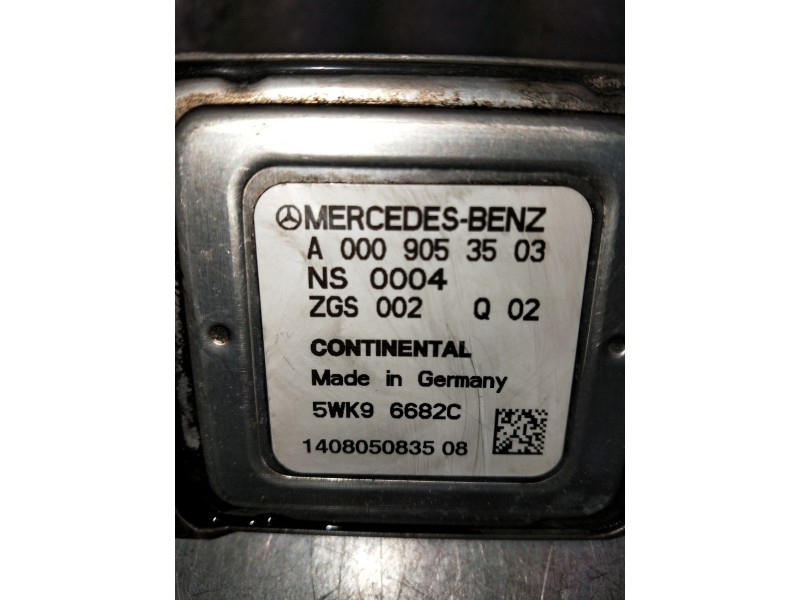 MERCEDES-BENZ
A 000 905 35 03
NS 0004
ZGS 002 Q 02
CONTINENTAL
Made in Germany
5WK9 6682C
1408050835 08